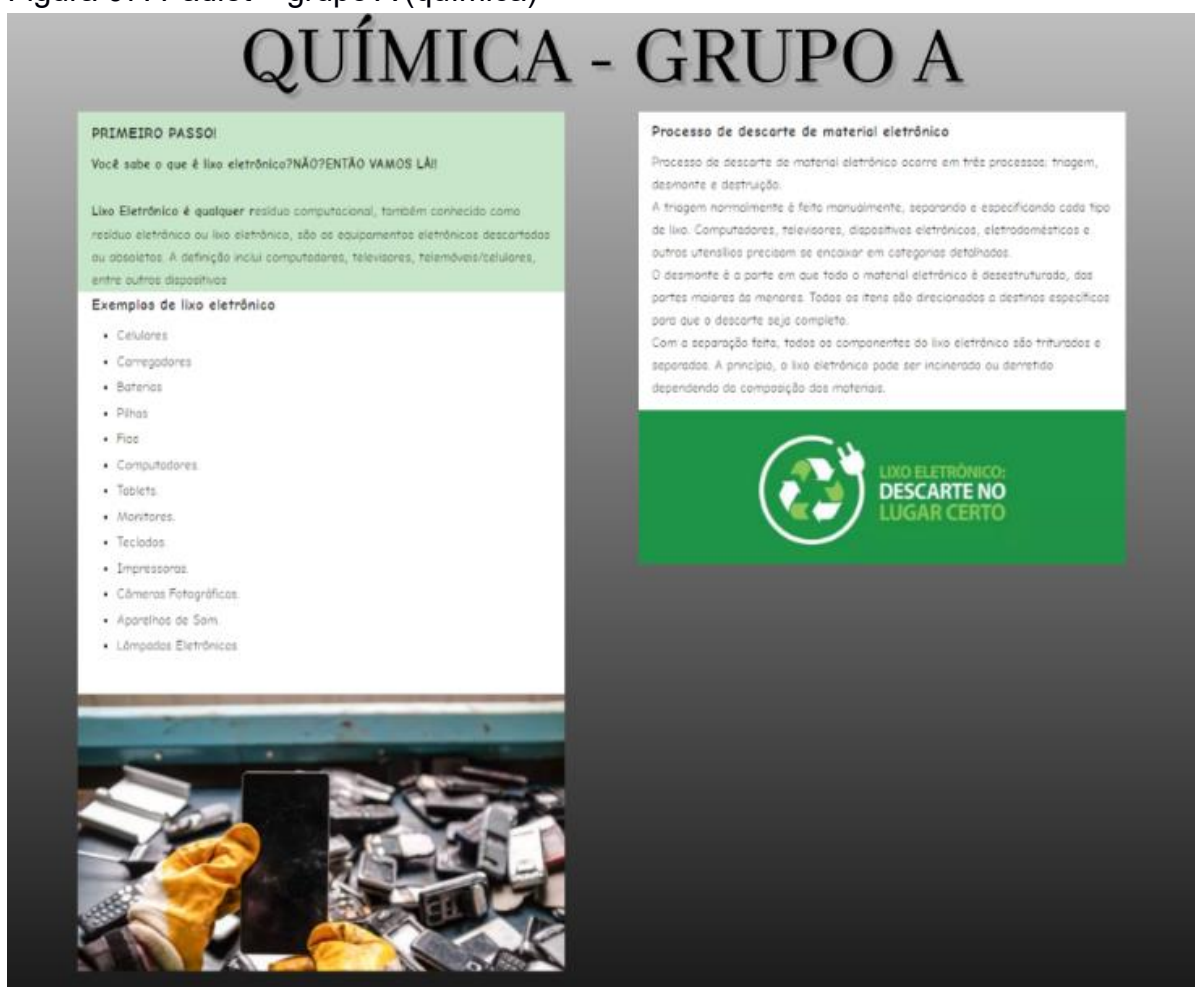 QUÍMICA - GRUPO A
PRIMEIRO PASSO!
Você sabe o que é lixo eletrônico?NÃO?ENTÃO VAMOS LÁ!!
Lixo Eletrônico é qualquer resíduo computacional, também conhecido como
resíduo eletrônico ou lixo eletrônico, são os equipamentos eletrônicos descartados
ou obsoletos. A definição inclui computadores, televisores, telemóveis/celulares,
entre outros dispositivos
Exemplos de lixo eletrônico
• Celulares
• Carregadores
• Baterias
• Pilhas
• Fios
• Computadores.
• Tablets.
• Monitores.
• Teclados.
• Impressoras.
• Câmeras Fotográficas.
• Aparelhos de Som.
• Lâmpadas Eletrônicas
Processo de descarte de material eletrônico
Processo de descarte de material eletrônico ocorre em três processos: triagem,
desmonte e destruição.
A triagem normalmente é feita manualmente, separando e especificando cada tipo
de lixo. Computadores, televisores, dispositivos eletrônicos, eletrodomésticos e
outros utensílios precisam se encaixar em categorias detalhadas.
O desmonte é a parte em que todo o material eletrônico é desestruturado, das
partes maiores às menores. Todos os itens são direcionados a destinos específicos
para que o descarte seja completo.
Com a separação feita, todos os componentes do lixo eletrônico são triturados e
separados. A princípio, o lixo eletrônico pode ser incinerado ou derretido
dependendo da composição dos materiais.
LIXO ELETRÔNICO:
DESCARTE NO
LUGAR CERTO